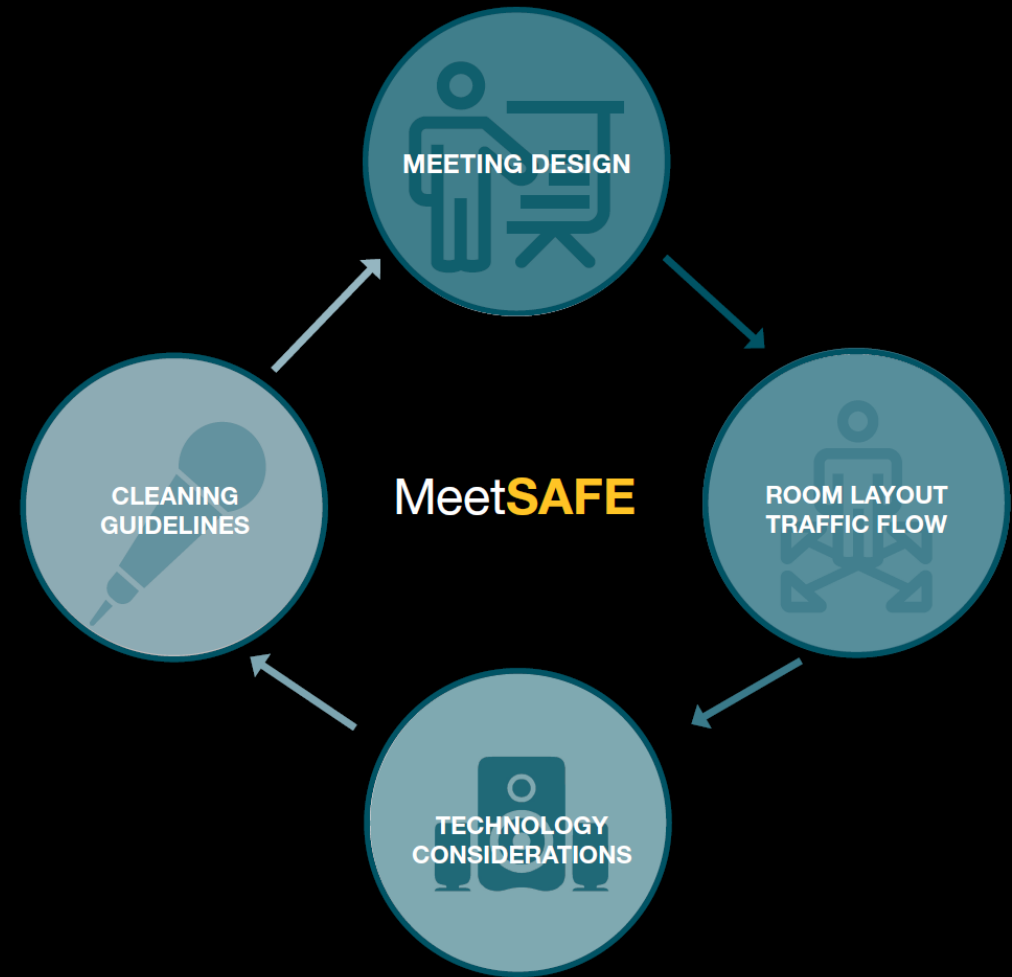 MEETING DESIGN
ROOM LAYOUT
TRAFFIC FLOW
TECHNOLOGY
CONSIDERATIONS
CLEANING
GUIDELINES
MeetSAFE